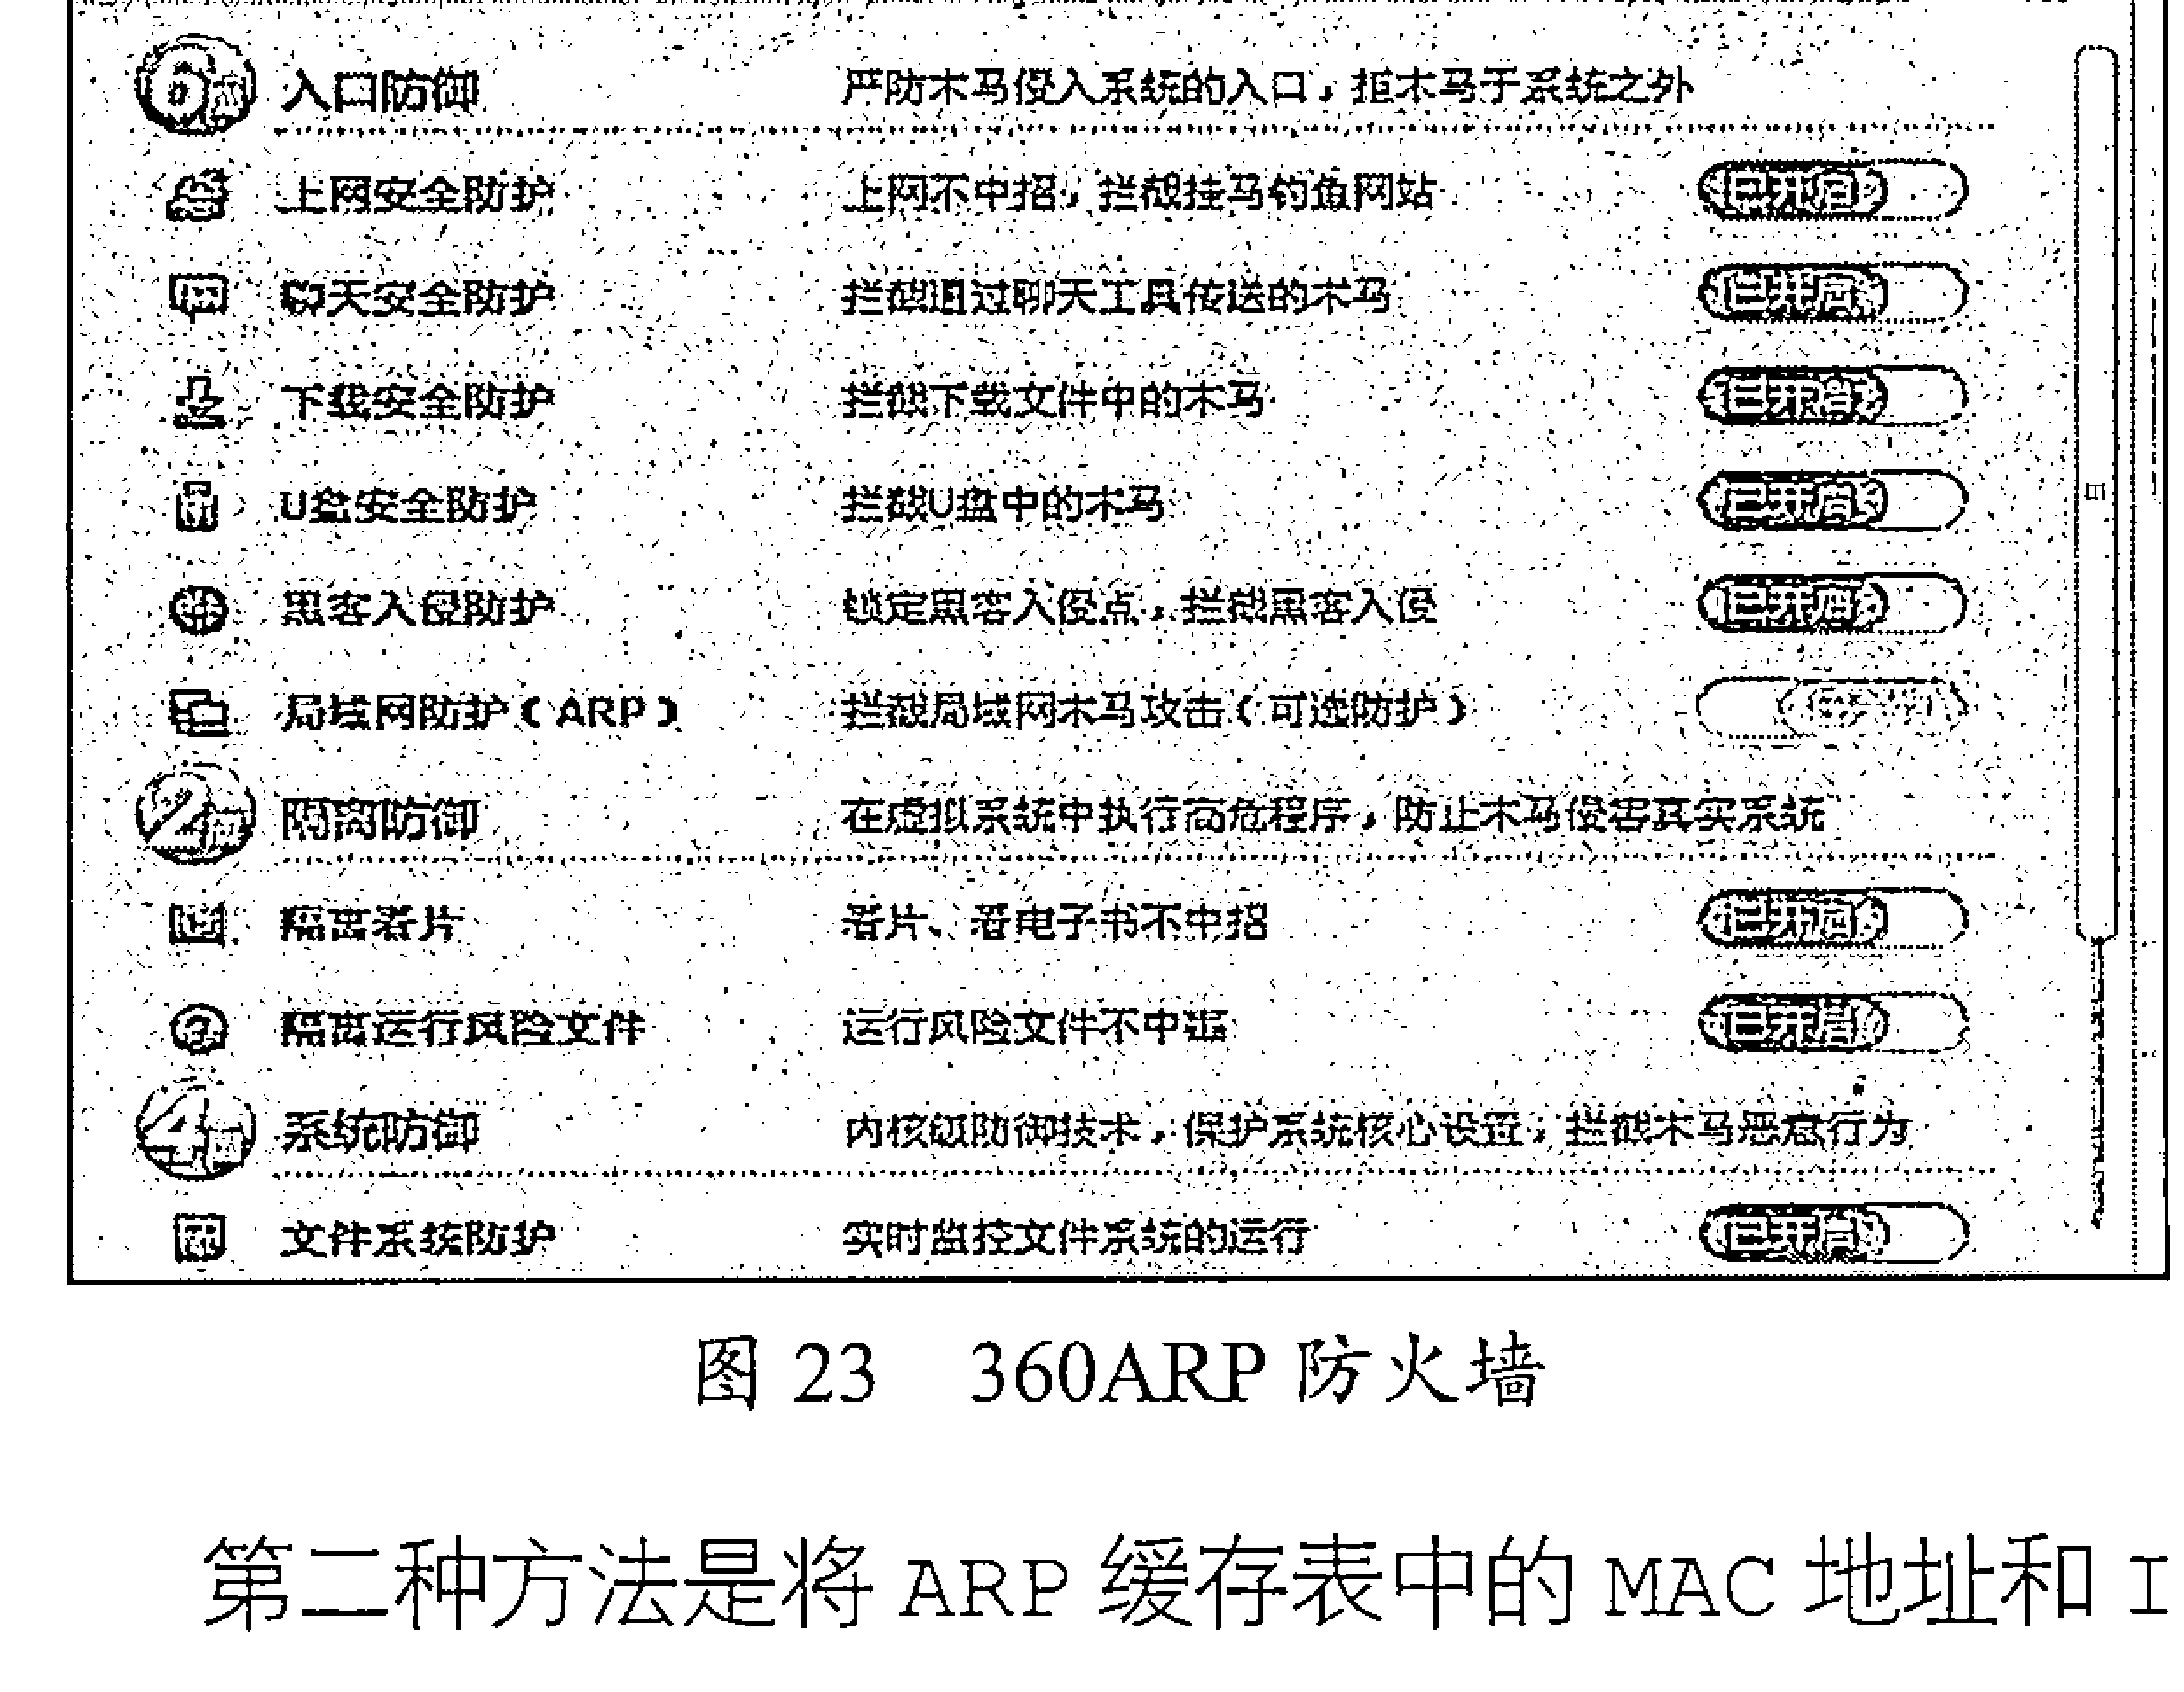 6层 入口防御 严防木马侵入系统的入口，拒木马于系统之外
上网安全防护 上网不中招，拦截挂马钓鱼网站 已开启
聊天安全防护 拦截通过聊天工具传送的木马 已开启
下载安全防护 拦截下载文件中的木马 已开启
U盘安全防护 拦截U盘中的木马 已开启
黑客入侵防护 锁定黑客入侵点，拦截黑客入侵 已开启
局域网防护（ARP） 拦截局域网木马攻击（可选防护）
2层 隔离防御 在虚拟系统中执行高危程序，防止木马侵害真实系统
隔离看片 看片、看电子书不中招 已开启
隔离运行风险文件 运行风险文件不中毒 已开启
4层 系统防御 内核级防御技术，保护系统核心设置，拦截木马恶意行为
文件系统防护 实时监控文件系统的运行 已开启
图 23 360ARP 防火墙
第二种方法是将 ARP 缓存表中的 MAC 地址和 I